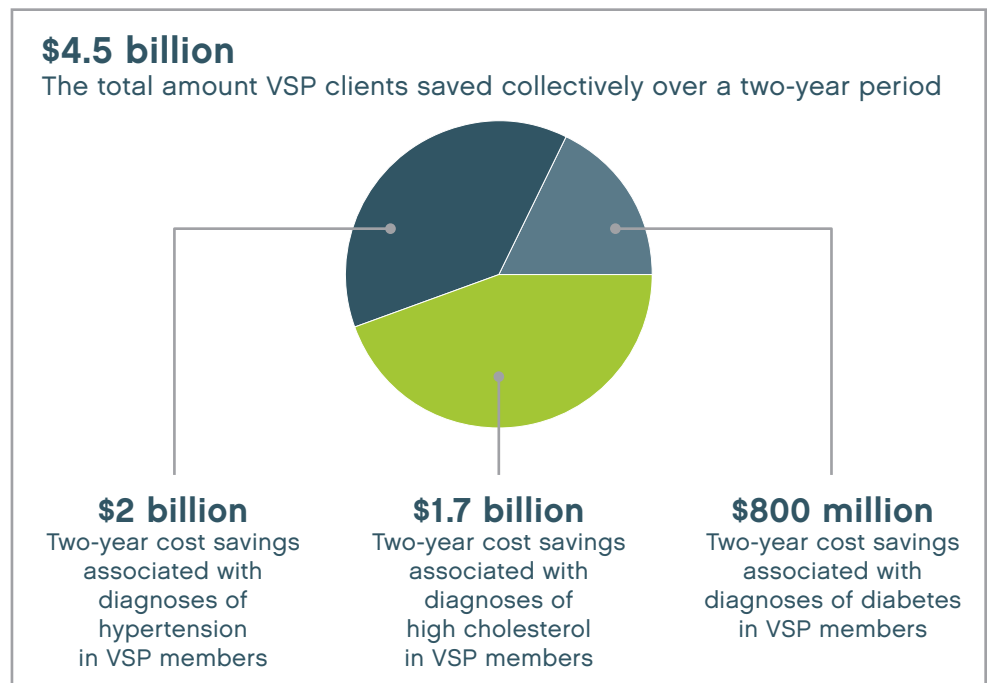 $4.5 billion
The total amount VSP clients saved collectively over a two-year period
$2 billion
Two-year cost savings
associated with
diagnoses of
hypertension
in VSP members
$1.7 billion
Two-year cost savings
associated with
diagnoses of
high cholesterol
in VSP members
$800 million
Two-year cost savings
associated with
diagnoses of diabetes
in VSP members